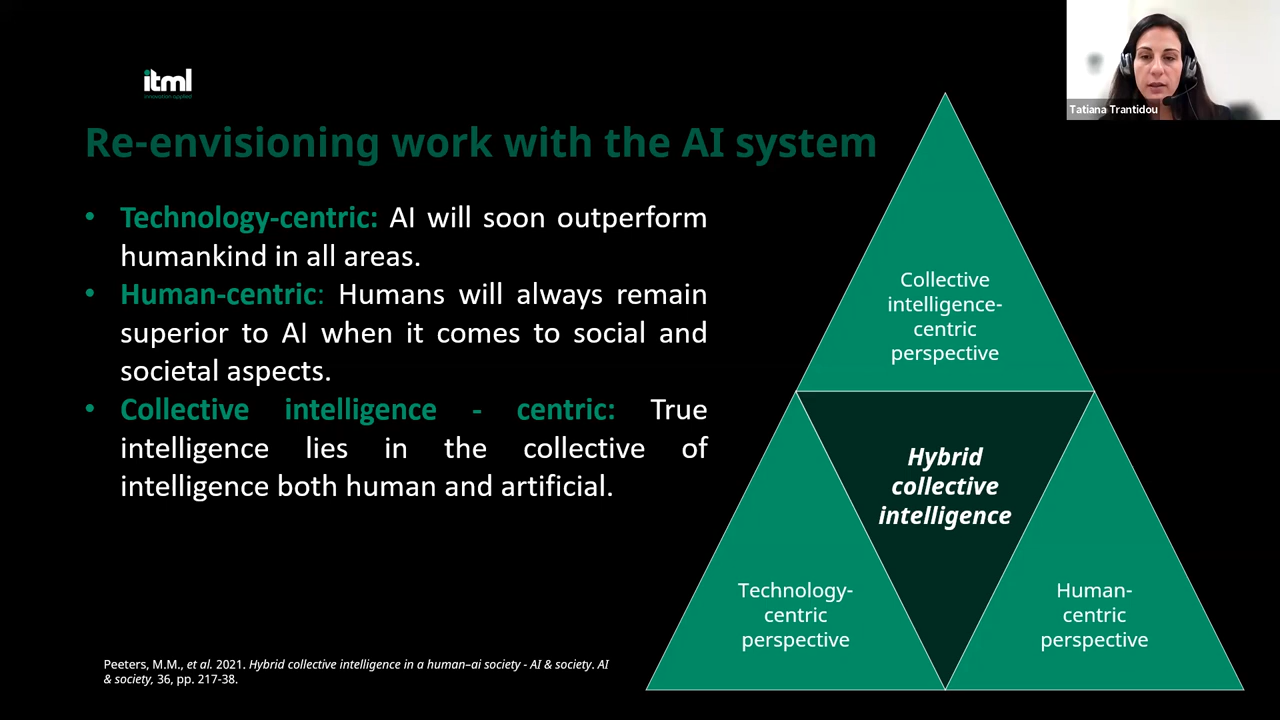 itml
innovation applied
Tatiana Trantidou
Re-envisioning work with the AI system
• Technology-centric: AI will soon outperform
humankind in all areas.
• Human-centric: Humans will always remain
superior to AI when it comes to social and
societal aspects.
• Collective intelligence - centric: True
intelligence lies in the collective of
intelligence both human and artificial.
Collective
intelligence-
centric
perspective
Hybrid
collective
intelligence
Technology-
centric
perspective
Human-
centric
perspective
Peeters, M.M., et al. 2021. Hybrid collective intelligence in a human–ai society - AI & society. AI
& society, 36, pp. 217-38.